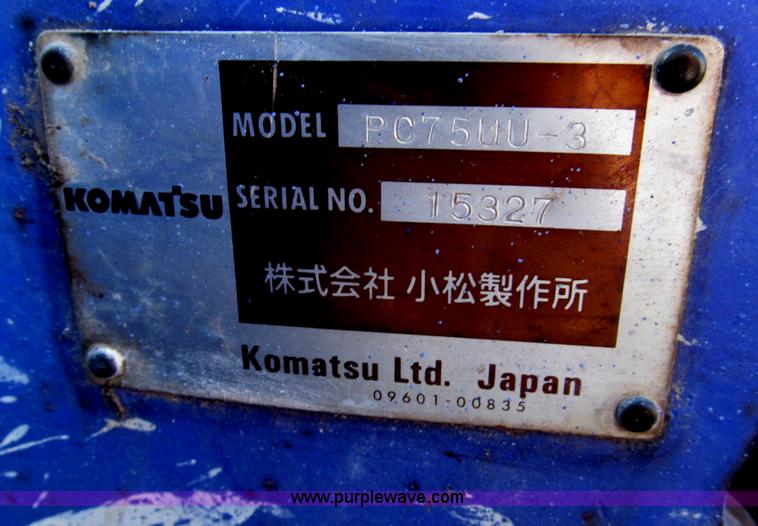 MODEL PC75UU-3
KOMATSU SERIAL NO. 15327
株式会社 小松製作所
Komatsu Ltd. Japan
09601-00835
www.purplewave.com